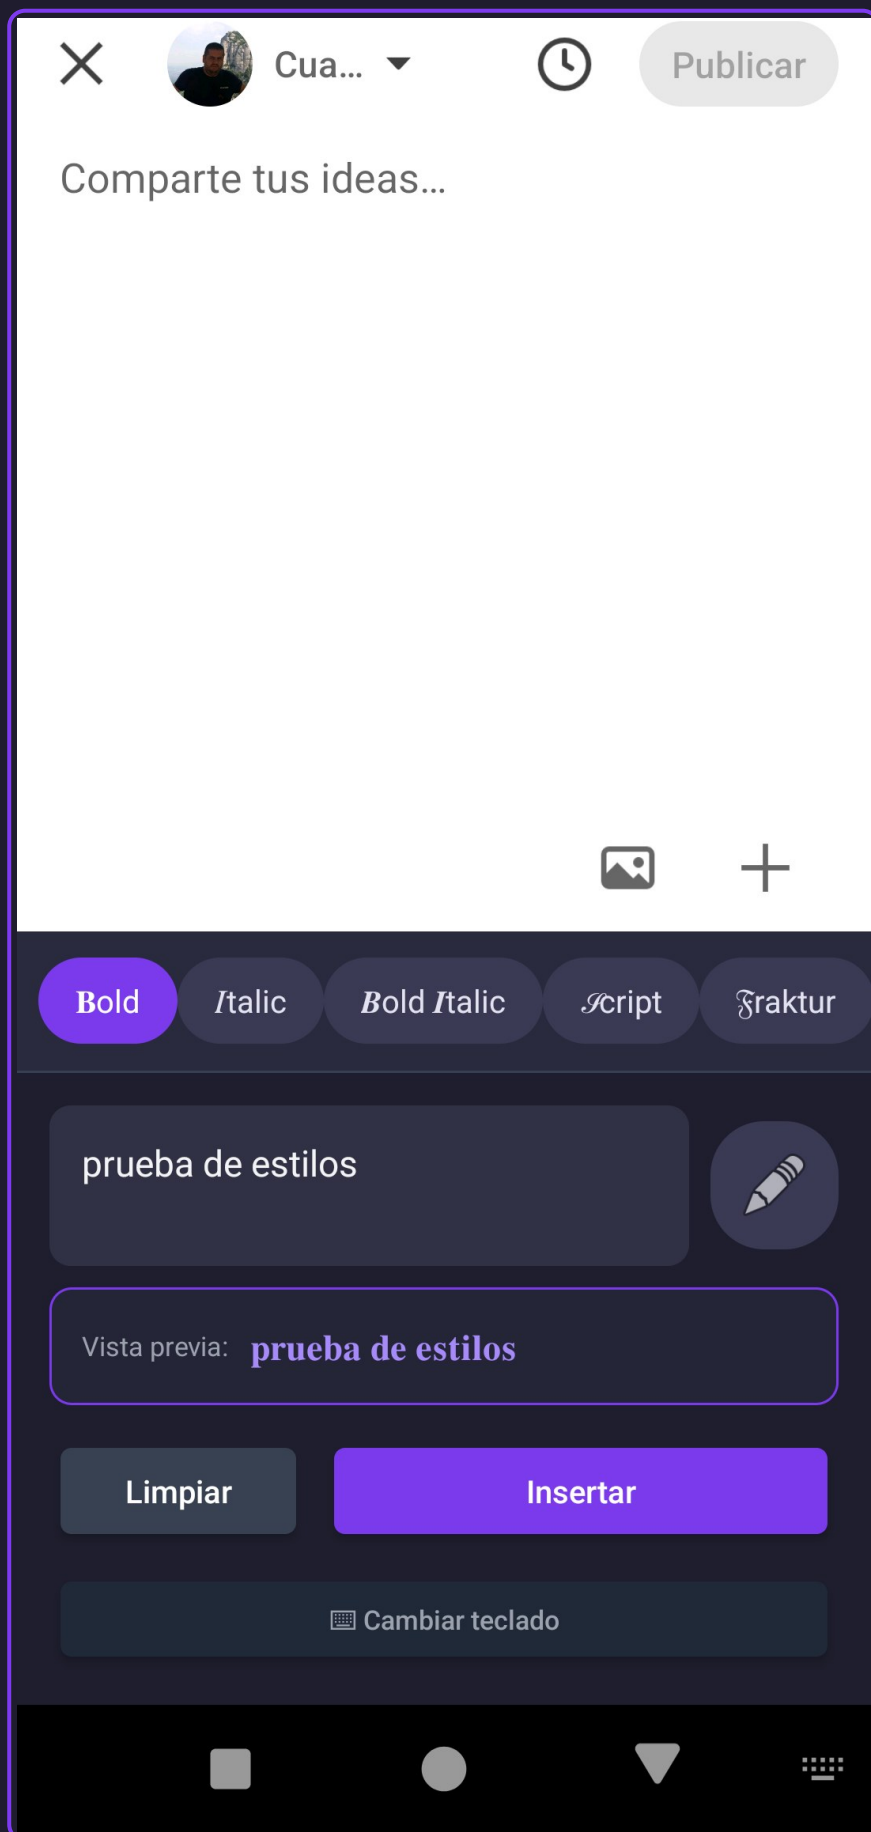 Cua...
Publicar
Comparte tus ideas...
𝐁old
𝐼talic
𝑩old 𝑰talic
𝒮cript
𝔉raktur
prueba de estilos
Vista previa: 𝐩𝐫𝐮𝐞𝐛𝐚 𝐝𝐞 𝐞𝐬𝐭𝐢𝐥𝐨𝐬
Limpiar
Insertar
Cambiar teclado